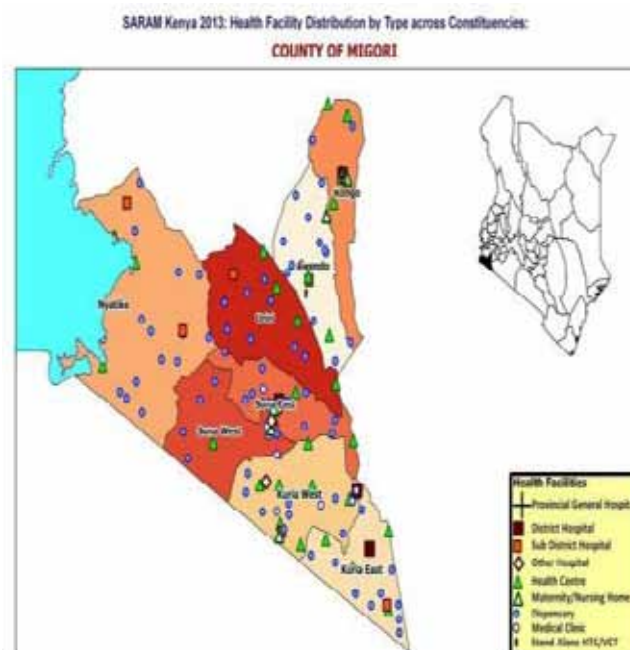 SARAM Kenya 2013: Health Facility Distribution by Type across Constituencies:
COUNTY OF MIGORI
Rongo
Awendo
Nyatike
Uriri
Suna East
Suna West
Kuria West
Kuria East
Health Facilities
Provincial General Hospit
District Hospital
Sub District Hospital
Other Hospital
Health Centre
Maternity/Nursing Home
Dispensary
Medical Clinic
Stand Alone HTC/VCT